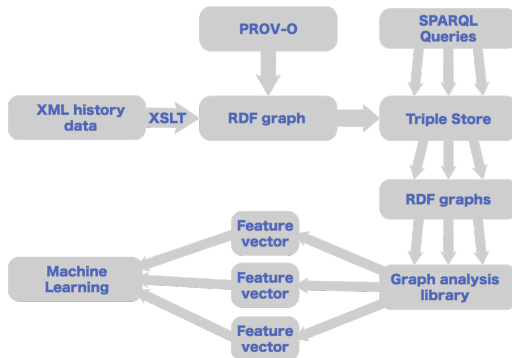 PROV-O
SPARQL
Queries
XML history
data
XSLT
RDF graph
Triple Store
RDF graphs
Feature
vector
Machine
Learning
Feature
vector
Graph analysis
library
Feature
vector